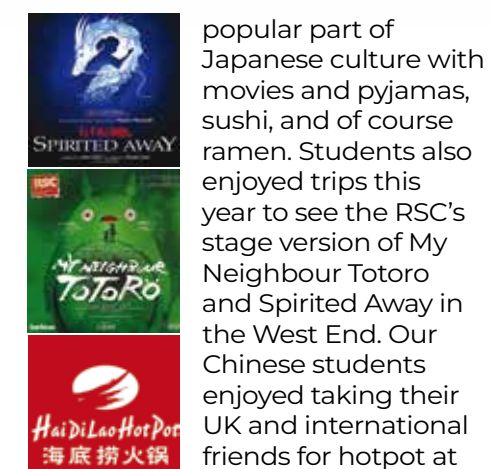 SPIRITED AWAY
RSC
MY NEIGHBOUR
TOTORO
HaiDiLao Hot Pot
海底捞火锅
popular part of
Japanese culture with
movies and pyjamas,
sushi, and of course
ramen. Students also
enjoyed trips this
year to see the RSC’s
stage version of My
Neighbour Totoro
and Spirited Away in
the West End. Our
Chinese students
enjoyed taking their
UK and international
friends for hotpot at